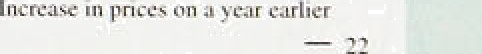 Increase in prices on a year earlier
— 22